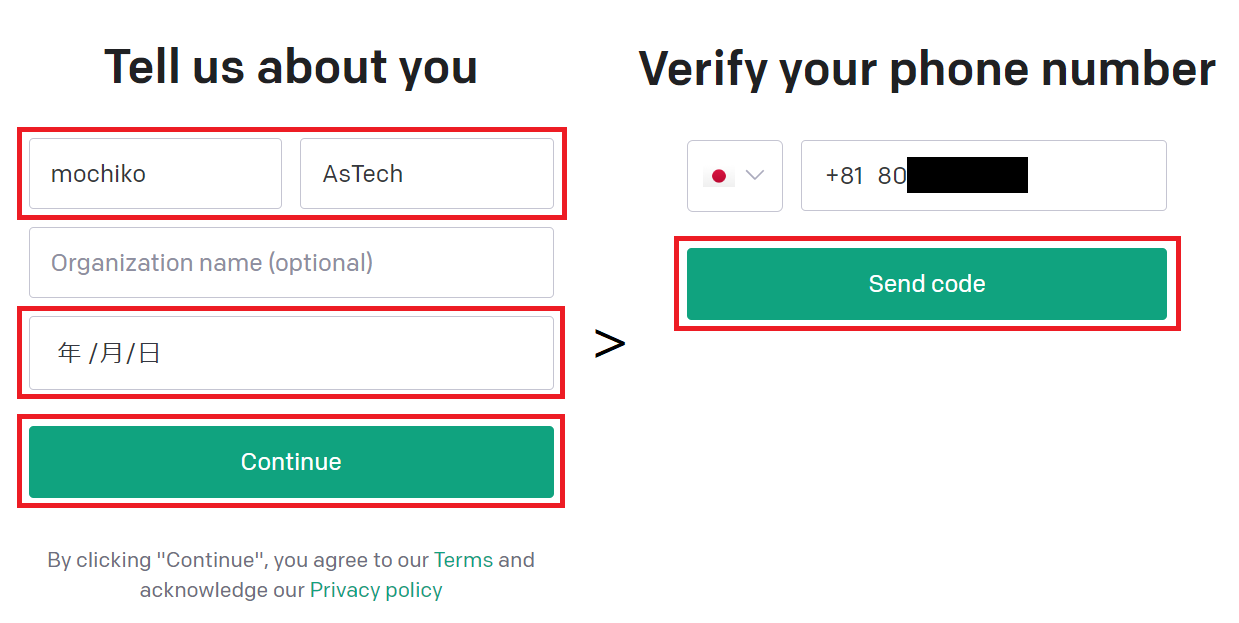 Tell us about you
mochiko
AsTech
Organization name (optional)
年 /月/日
Continue
By clicking "Continue", you agree to our Terms and
acknowledge our Privacy policy
>
Verify your phone number
+81 80
Send code